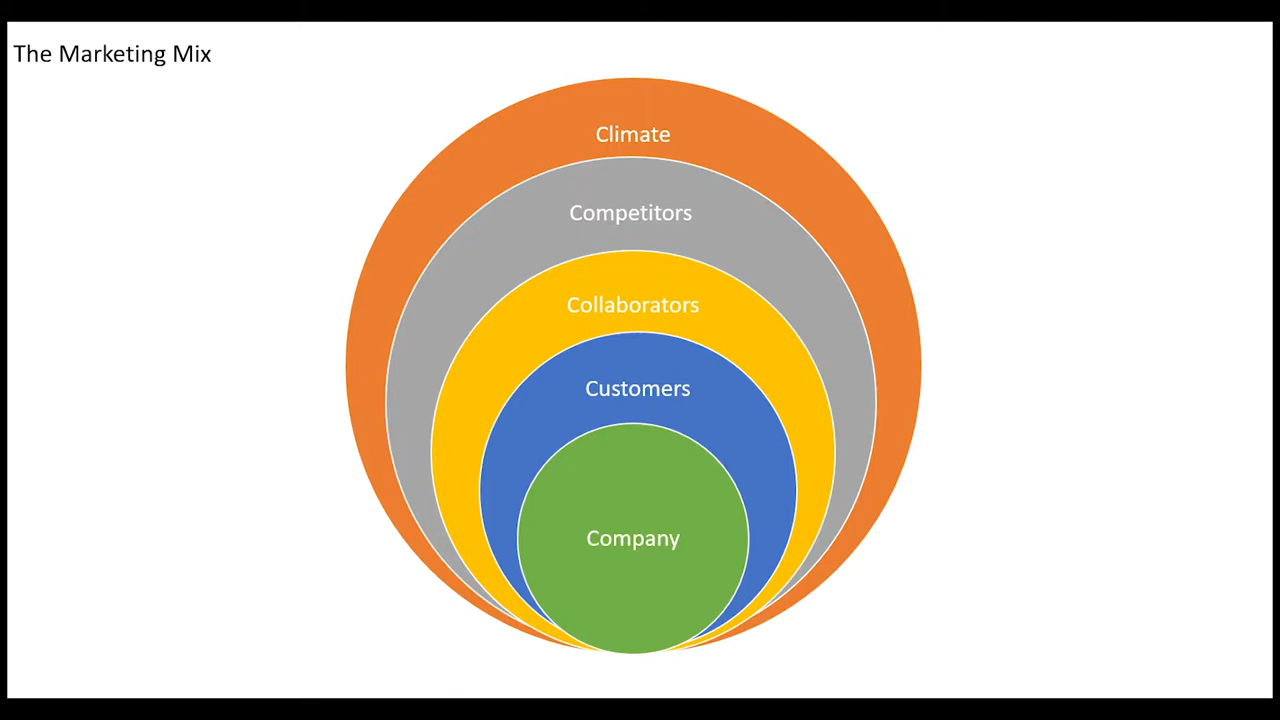 The Marketing Mix
Climate
Competitors
Collaborators
Customers
Company